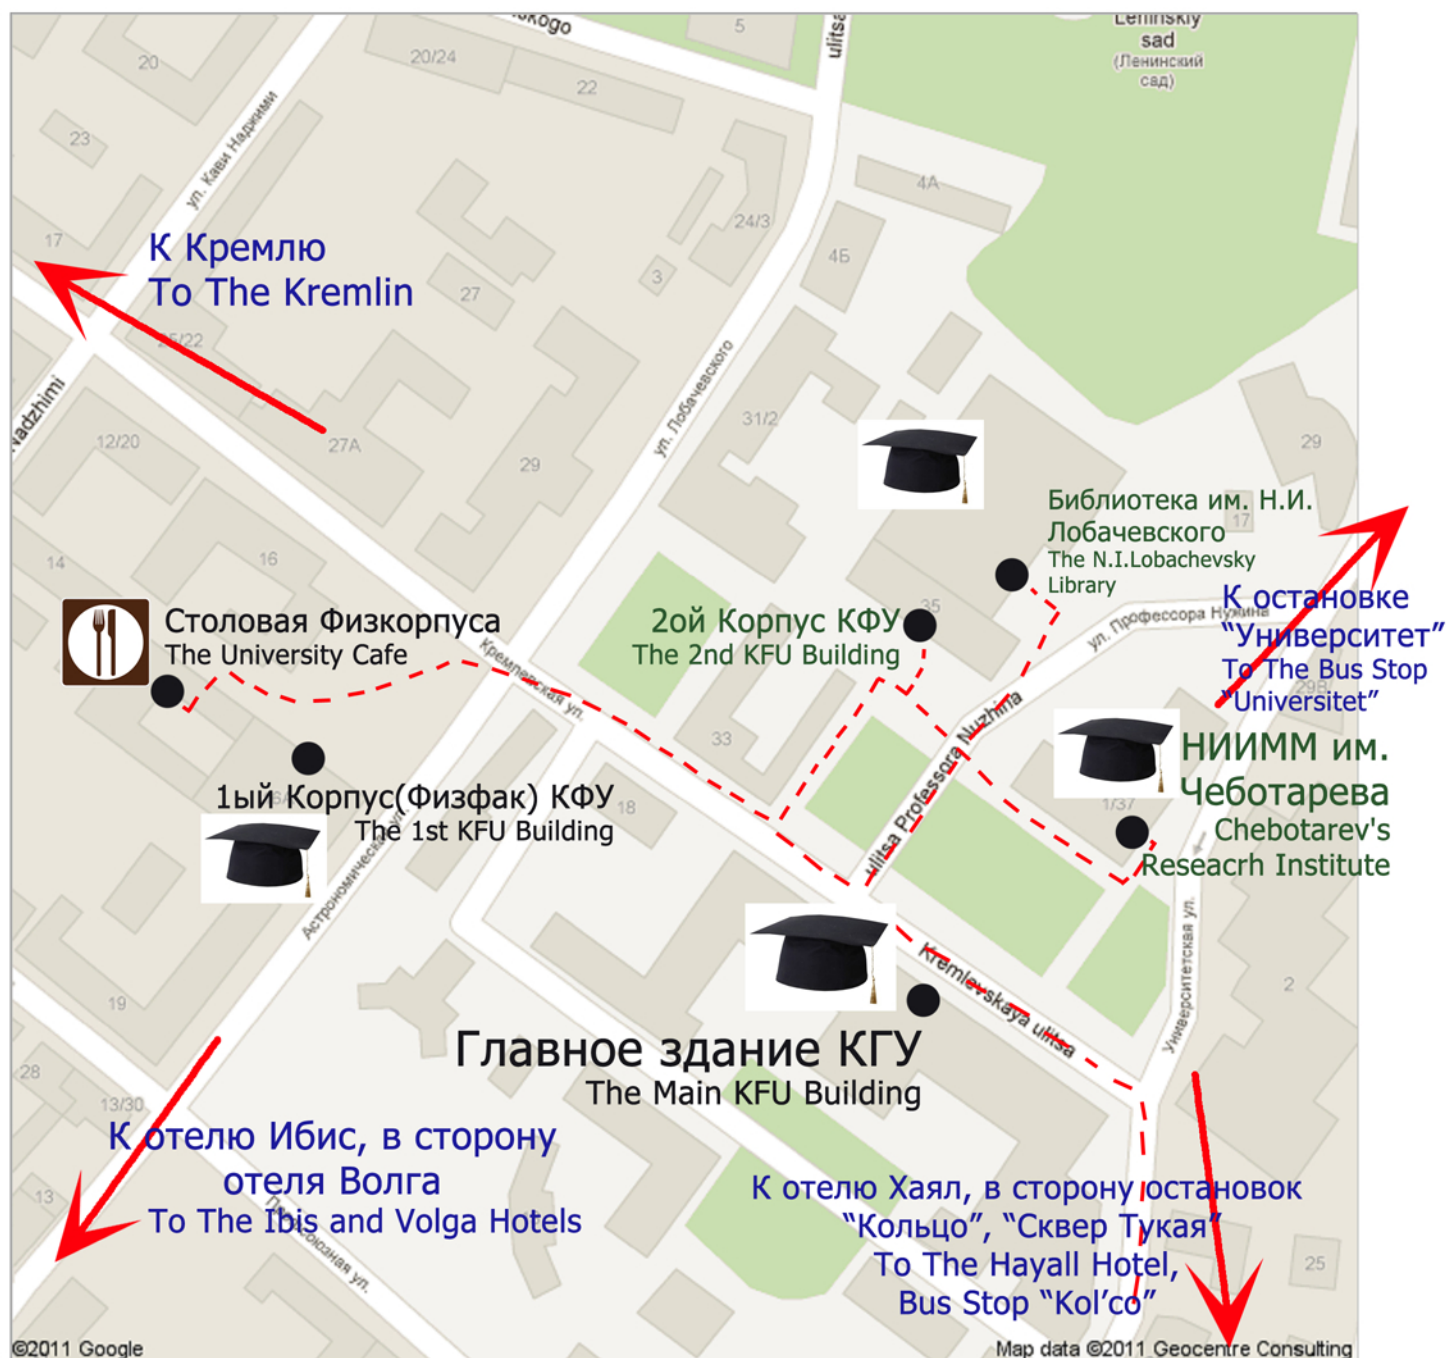 Leninskiy
sad
(Ленинский
сад)
ulitsa
5
20/24
22
20
23
ул. Кави Наджми
4A
24/3
4Б
17
3
27
К Кремлю
To The Kremlin
25/22
27A
Nadzhimi
12/20
29
31/2
ул. Лобачевского
29
17
Библиотека им. Н.И.
Лобачевского
The N.I.Lobachevsky
Library
14
16
Столовая Физкорпуса
The University Cafe
Кремлевская ул.
35
2ой Корпус КФУ
The 2nd KFU Building
ул. Профессора Нужина
К остановке
“Университет”
To The Bus Stop
“Universitet”
29В
33
ulitsa Professora Nuzhina
НИИММ им.
Чеботарева
Chebotarev's
Reseacrh Institute
1/37
1ый Корпус(Физфак) КФУ
The 1st KFU Building
18
Астрономическая ул.
Kremlevskaya ulitsa
Университетская ул.
2
19
Главное здание КГУ
The Main KFU Building
28
13/30
13
К отелю Ибис, в сторону
отеля Волга
To The Ibis and Volga Hotels
К отелю Хаял, в сторону остановок
“Кольцо”, “Сквер Тукая”
To The Hayall Hotel,
Bus Stop “Kol’co”
25
©2011 Google
Map data ©2011 Geocentre Consulting